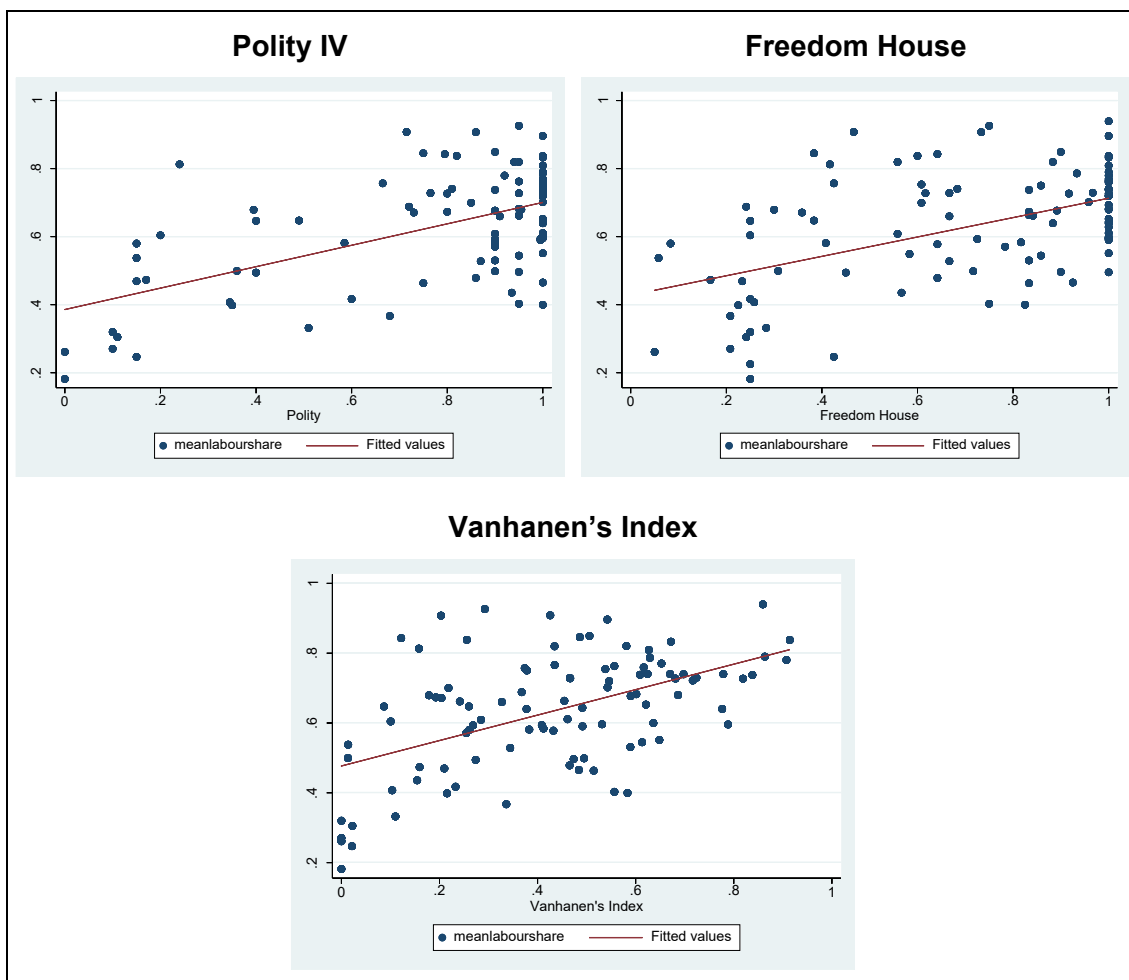 Polity IV
Freedom House
1
.8
.6
.4
.2
0 .2 .4 .6 .8 1
Polity
meanlabourshare Fitted values
1
.8
.6
.4
.2
0 .2 .4 .6 .8 1
Freedom House
meanlabourshare Fitted values
Vanhanen’s Index
1
.8
.6
.4
.2
0 .2 .4 .6 .8 1
Vanhanen's Index
meanlabourshare Fitted values